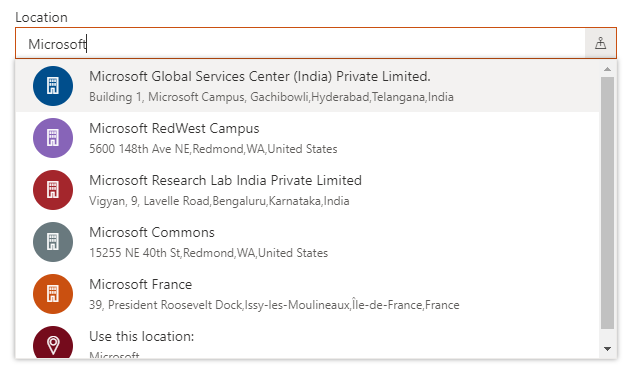 Location
Microsoft
Microsoft Global Services Center (India) Private Limited.
Building 1, Microsoft Campus, Gachibowli,Hyderabad,Telangana,India
Microsoft RedWest Campus
5600 148th Ave NE,Redmond,WA,United States
Microsoft Research Lab India Private Limited
Vigyan, 9, Lavelle Road,Bengaluru,Karnataka,India
Microsoft Commons
15255 NE 40th St,Redmond,WA,United States
Microsoft France
39, President Roosevelt Dock,Issy-les-Moulineaux,Île-de-France,France
Use this location:
Microsoft